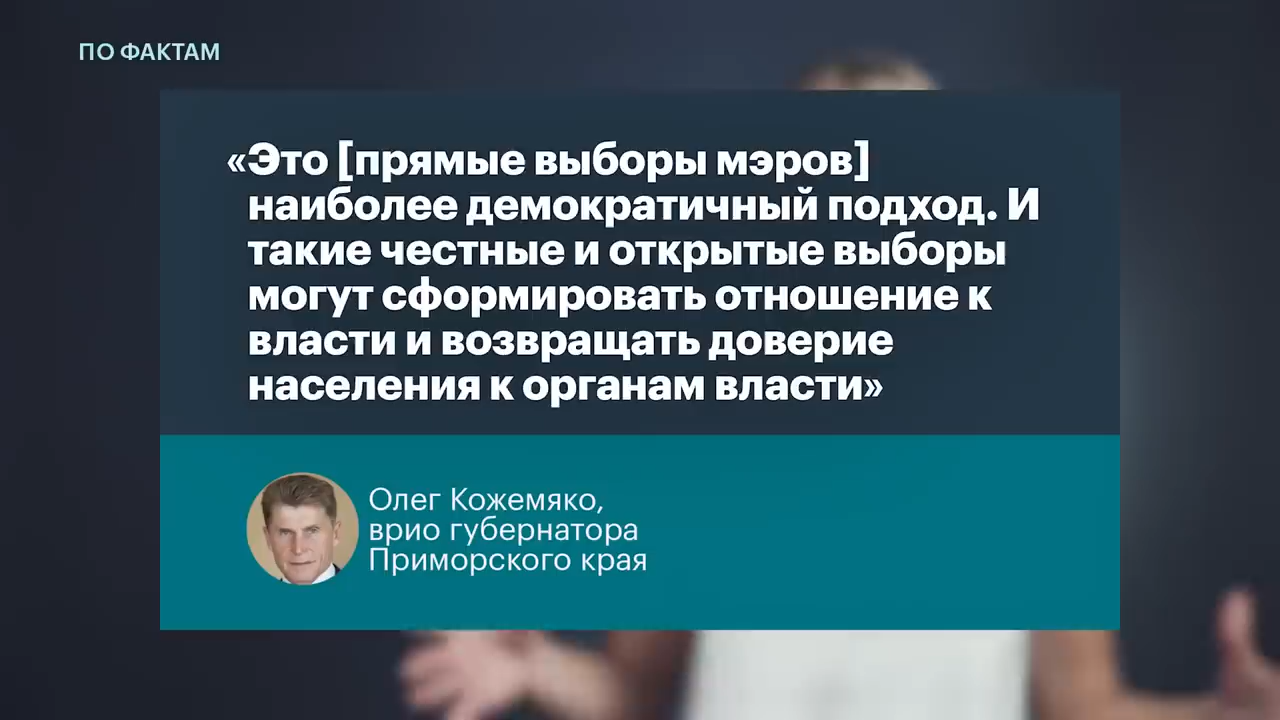 ПО ФАКТАМ
«Это [прямые выборы мэров]
наиболее демократичный подход. И
такие честные и открытые выборы
могут сформировать отношение к
власти и возвращать доверие
населения к органам власти»
Олег Кожемяко,
врио губернатора
Приморского края